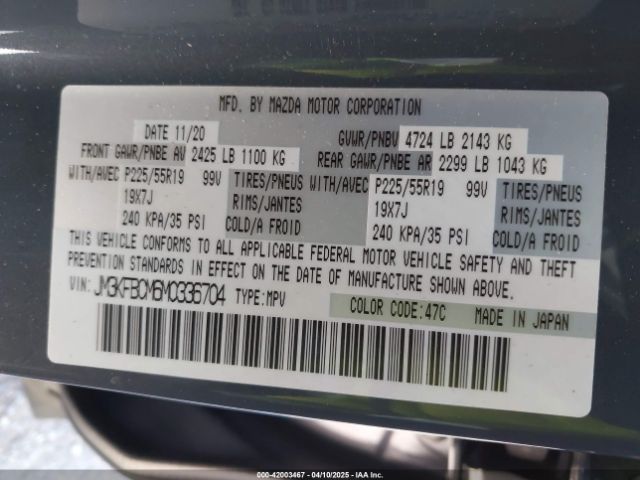 MFD. BY MAZDA MOTOR CORPORATION
DATE 11/20 GVWR/PNBV 4724 LB 2143 KG
FRONT GAWR/PNBE AV 2425 LB 1100 KG REAR GAWR/PNBE AR 2299 LB 1043 KG
WITH/AVEC P225/55R19 99V TIRES/PNEUS WITH/AVEC P225/55R19 99V TIRES/PNEUS
19X7J RIMS/JANTES 19X7J RIMS/JANTES
240 KPA/35 PSI COLD/A FROID 240 KPA/35 PSI COLD/A FROID
THIS VEHICLE CONFORMS TO ALL APPLICABLE FEDERAL MOTOR VEHICLE SAFETY AND THEFT
PREVENTION STANDARDS IN EFFECT ON THE DATE OF MANUFACTURE SHOWN ABOVE.
VIN: JM3KFBCM6M0336704 TYPE: MPV
COLOR CODE: 47C MADE IN JAPAN
000-42003467 - 04/10/2025 - IAA Inc.